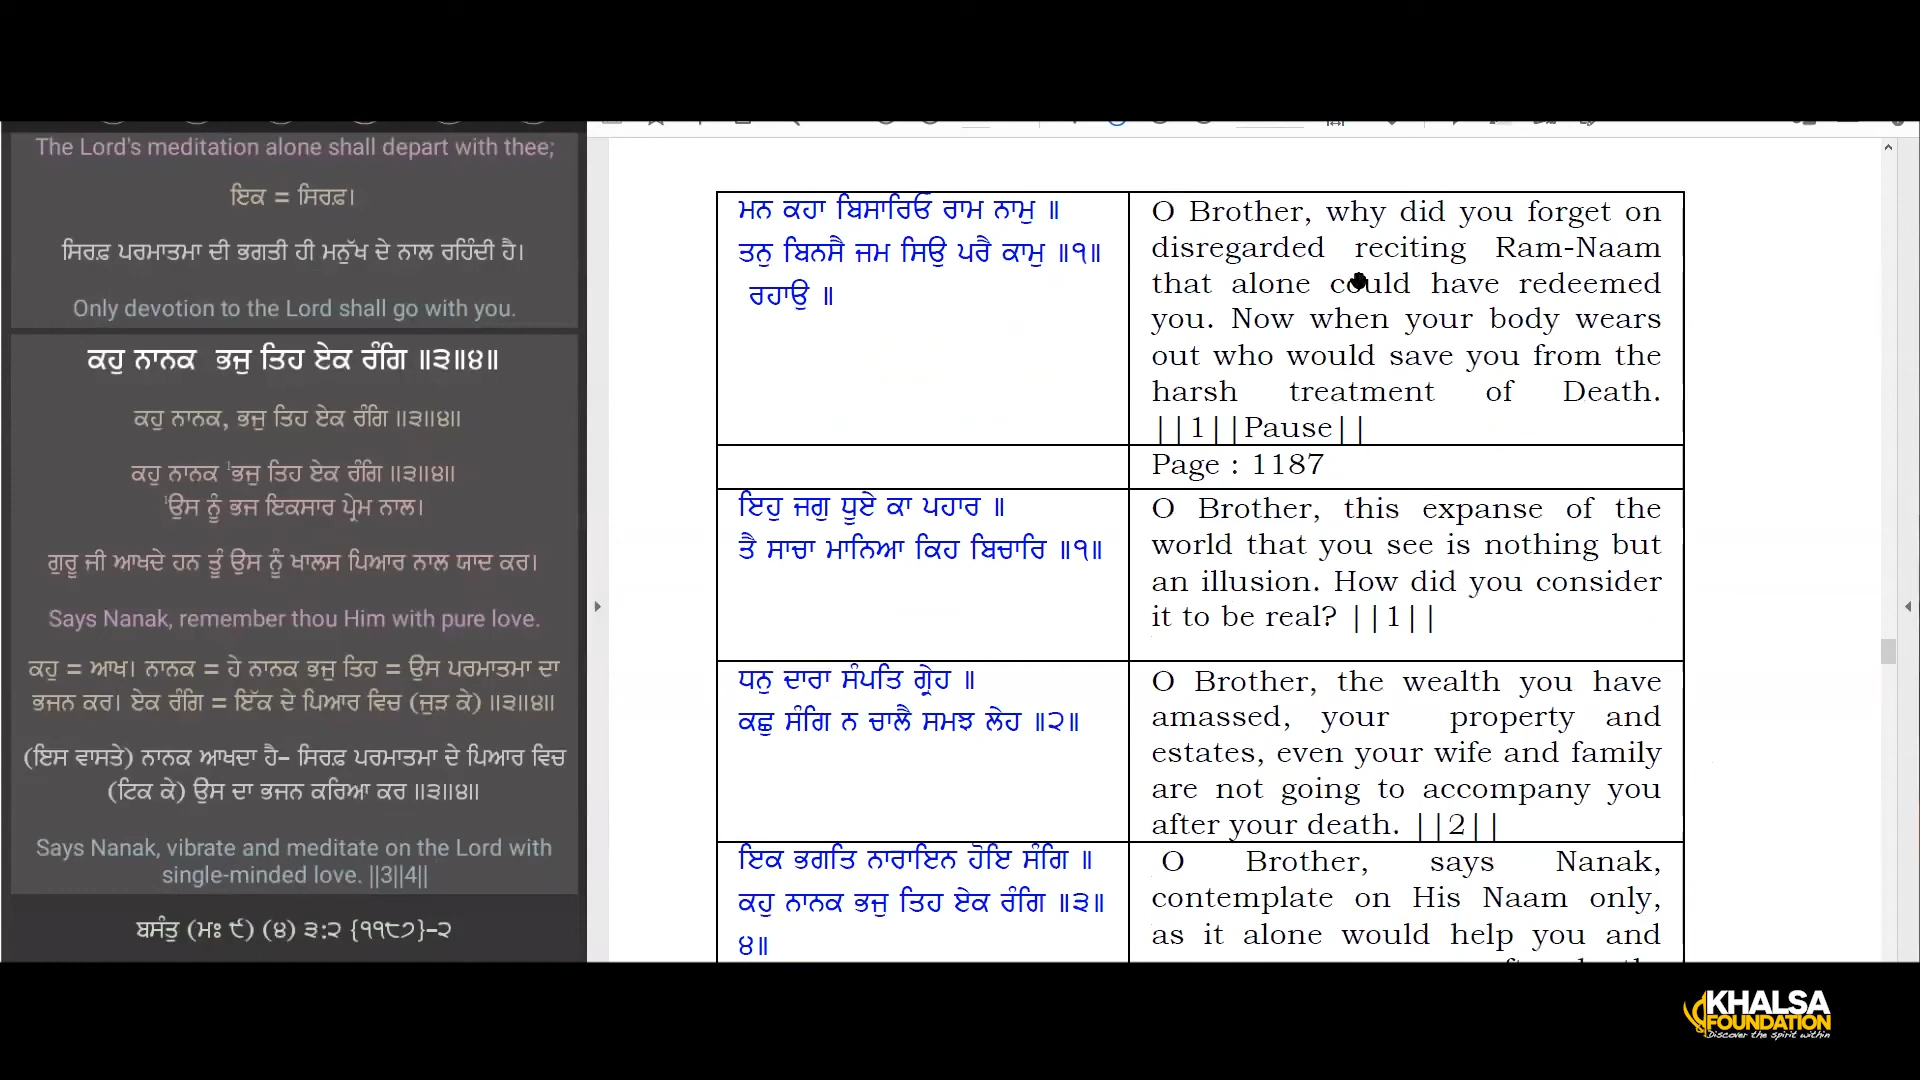 The Lord's meditation alone shall depart with thee;
ਇਕ = ਸਿਰਫ਼।
ਸਿਰਫ਼ ਪਰਮਾਤਮਾ ਦੀ ਭਗਤੀ ਹੀ ਮਨੁੱਖ ਦੇ ਨਾਲ ਰਹਿੰਦੀ ਹੈ।
Only devotion to the Lord shall go with you.
ਕਹੁ ਨਾਨਕ ਭਜੁ ਤਿਹ ਏਕ ਰੰਗਿ ॥੩॥੪॥
ਕਹੁ ਨਾਨਕ, ਭਜੁ ਤਿਹ ਏਕ ਰੰਗਿ ॥੩॥੪॥
ਕਹੁ ਨਾਨਕ ¹ਭਜੁ ਤਿਹ ਏਕ ਰੰਗਿ ॥੩॥੪॥
¹ਉਸ ਨੂੰ ਭਜ ਇਕਸਾਰ ਪ੍ਰੇਮ ਨਾਲ।
ਗੁਰੂ ਜੀ ਆਖਦੇ ਹਨ ਤੂੰ ਉਸ ਨੂੰ ਖਾਲਸ ਪਿਆਰ ਨਾਲ ਯਾਦ ਕਰ।
Says Nanak, remember thou Him with pure love.
ਕਹੁ = ਆਖ। ਨਾਨਕ = ਹੇ ਨਾਨਕ ਭਜੁ ਤਿਹ = ਉਸ ਪਰਮਾਤਮਾ ਦਾ
ਭਜਨ ਕਰ। ਏਕ ਰੰਗਿ = ਇੱਕ ਦੇ ਪਿਆਰ ਵਿਚ (ਜੁੜ ਕੇ) ॥੩॥੪॥
(ਇਸ ਵਾਸਤੇ) ਨਾਨਕ ਆਖਦਾ ਹੈ– ਸਿਰਫ਼ ਪਰਮਾਤਮਾ ਦੇ ਪਿਆਰ ਵਿਚ
(ਟਿਕ ਕੇ) ਉਸ ਦਾ ਭਜਨ ਕਰਿਆ ਕਰ ॥੩॥੪॥
Says Nanak, vibrate and meditate on the Lord with
single-minded love. ||3||4||
ਬਸੰਤੁ (ਮਃ ੯) (੪) ੩:੨ {੧੧੮੭}-੨
ਮਨ ਕਹਾ ਬਿਸਾਰਿਓ ਰਾਮ ਨਾਮੁ ॥
ਤਨੁ ਬਿਨਸੈ ਜਮ ਸਿਉ ਪਰੈ ਕਾਮੁ ॥੧॥
ਰਹਾਉ ॥
O Brother, why did you forget on
disregarded reciting Ram-Naam
that alone could have redeemed
you. Now when your body wears
out who would save you from the
harsh treatment of Death.
||1||Pause||
Page : 1187
ਇਹੁ ਜਗੁ ਧੂਏ ਕਾ ਪਹਾਰ ॥
ਤੈ ਸਾਚਾ ਮਾਨਿਆ ਕਿਹ ਬਿਚਾਰਿ ॥੧॥
O Brother, this expanse of the
world that you see is nothing but
an illusion. How did you consider
it to be real? ||1||
ਧਨੁ ਦਾਰਾ ਸੰਪਤਿ ਗ੍ਰੇਹ ॥
ਕਛੁ ਸੰਗਿ ਨ ਚਾਲੈ ਸਮਝ ਲੇਹ ॥੨॥
O Brother, the wealth you have
amassed, your property and
estates, even your wife and family
are not going to accompany you
after your death. ||2||
ਇਕ ਭਗਤਿ ਨਾਰਾਇਨ ਹੋਇ ਸੰਗਿ ॥
ਕਹੁ ਨਾਨਕ ਭਜੁ ਤਿਹ ਏਕ ਰੰਗਿ ॥੩॥
੪॥
O Brother, says Nanak,
contemplate on His Naam only,
as it alone would help you and
KHALSA
FOUNDATION
Discover the spirit within